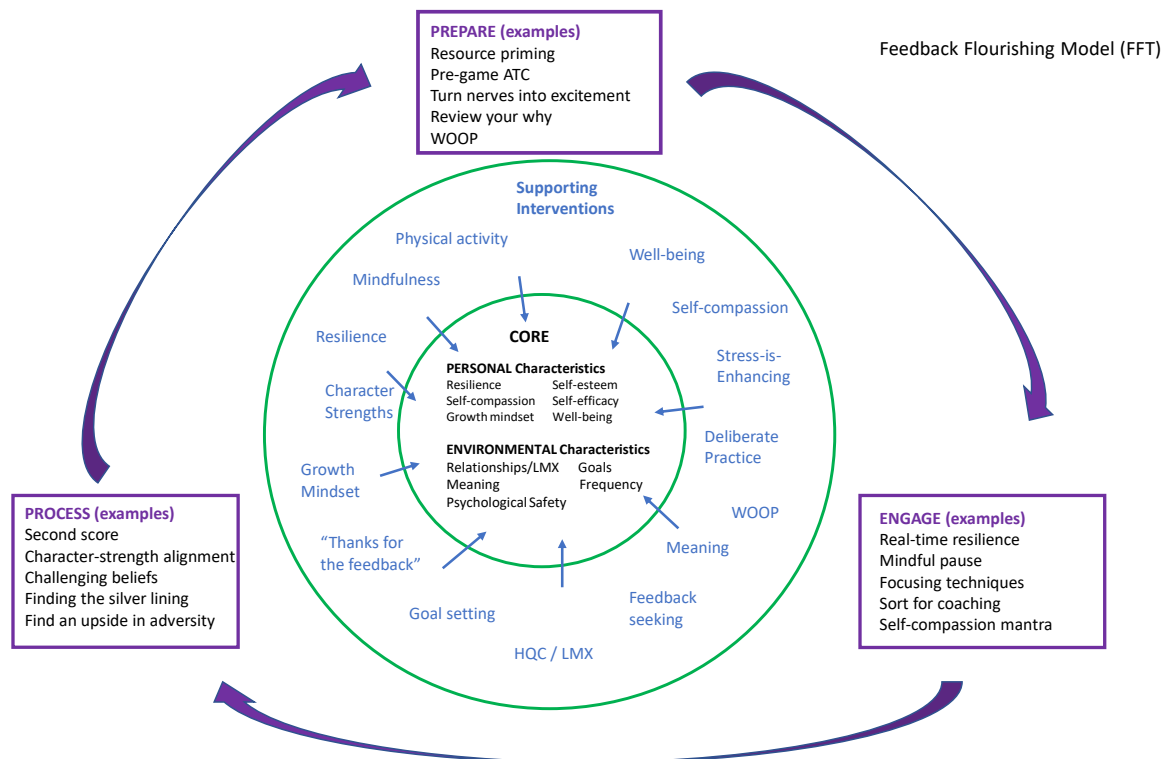 PREPARE (examples)
Resource priming
Pre-game ATC
Turn nerves into excitement
Review your why
WOOP
Feedback Flourishing Model (FFT)
Supporting
Interventions
Physical activity
Well-being
Mindfulness
Self-compassion
Resilience
Stress-is-
Enhancing
Character
Strengths
Deliberate
Practice
Growth
Mindset
WOOP
"Thanks for
the feedback"
Meaning
Goal setting
Feedback
seeking
HQC / LMX
CORE
PERSONAL Characteristics
Resilience Self-esteem
Self-compassion Self-efficacy
Growth mindset Well-being
ENVIRONMENTAL Characteristics
Relationships/LMX Goals
Meaning Frequency
Psychological Safety
PROCESS (examples)
Second score
Character-strength alignment
Challenging beliefs
Finding the silver lining
Find an upside in adversity
ENGAGE (examples)
Real-time resilience
Mindful pause
Focusing techniques
Sort for coaching
Self-compassion mantra